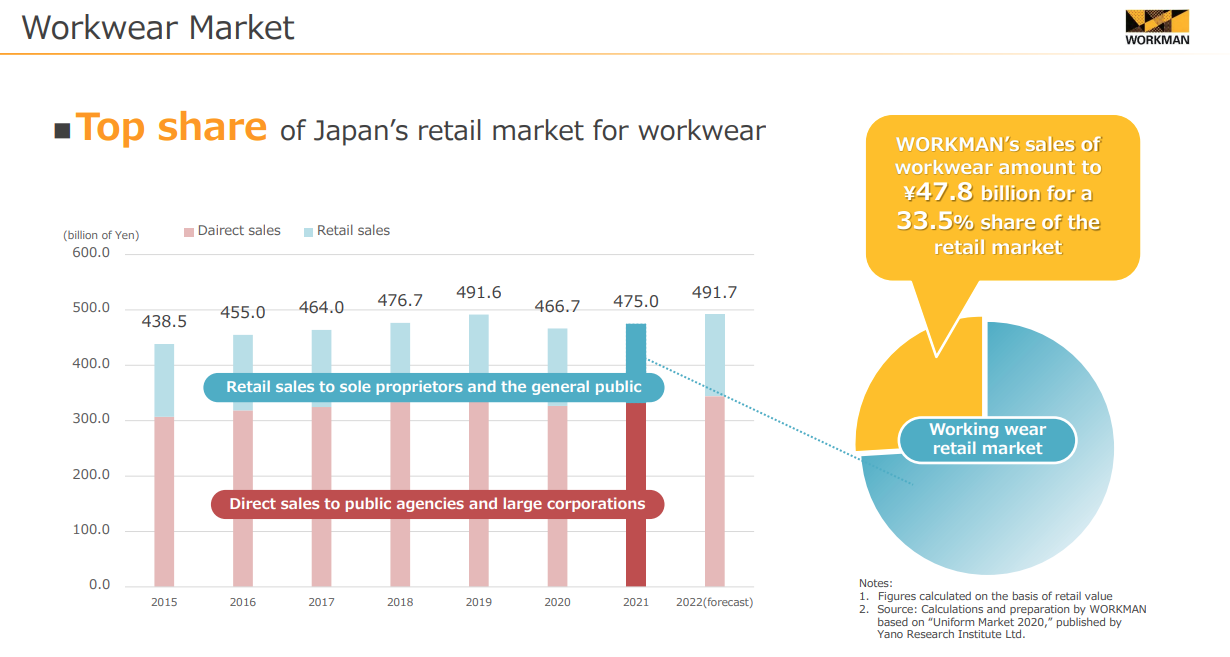 Workwear Market
WORKMAN
■Top share of Japan’s retail market for workwear
WORKMAN’s sales of
workwear amount to
¥47.8 billion for a
33.5% share of the
retail market
(billion of Yen)
Dairect sales
Retail sales
600.0
500.0
400.0
300.0
200.0
100.0
0.0
438.5
455.0
464.0
476.7
491.6
466.7
475.0
491.7
Retail sales to sole proprietors and the general public
Direct sales to public agencies and large corporations
2015
2016
2017
2018
2019
2020
2021
2022(forecast)
Working wear
retail market
Notes:
1. Figures calculated on the basis of retail value
2. Source: Calculations and preparation by WORKMAN
based on “Uniform Market 2020,” published by
Yano Research Institute Ltd.